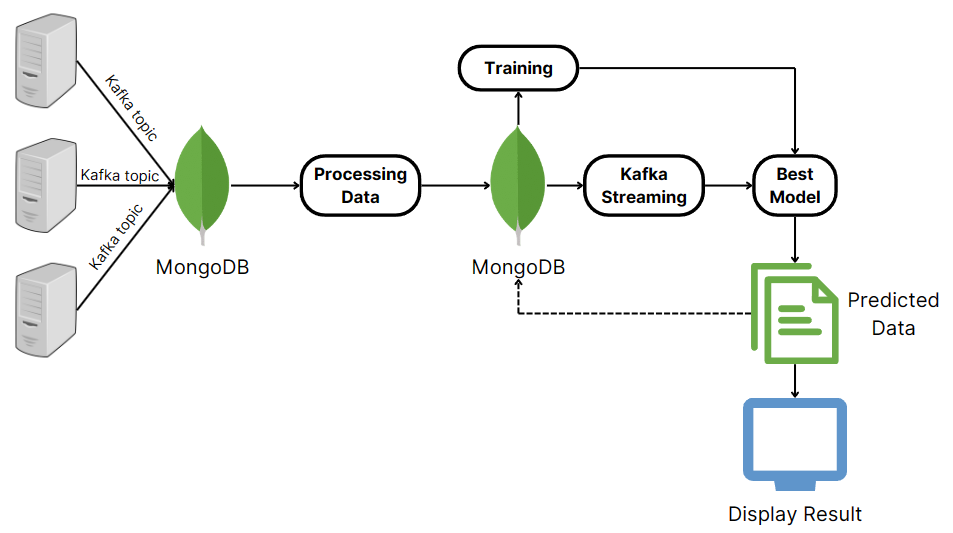 Kafka topic
Kafka topic
Kafka topic
MongoDB
Processing
Data
Training
MongoDB
Kafka
Streaming
Best
Model
Predicted
Data
Display Result